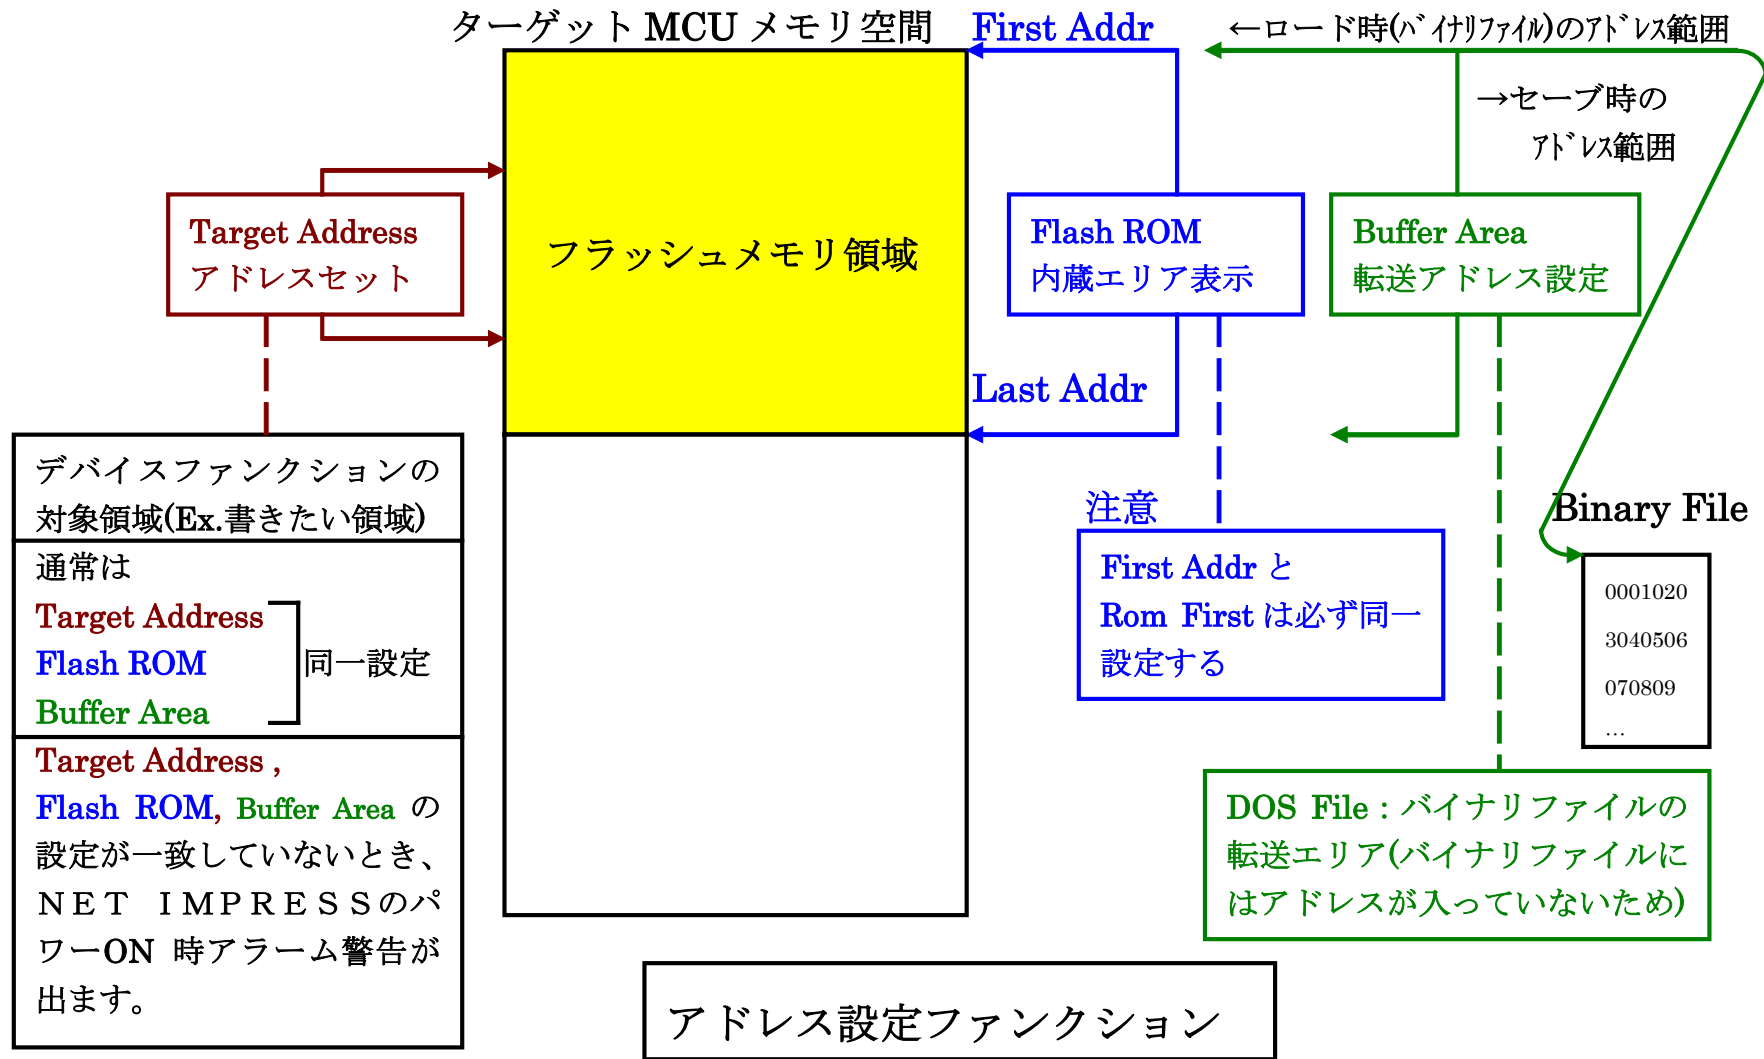 ターゲット MCU メモリ空間
First Addr
←ロード時(ﾊﾞｲﾅﾘﾌｧｲﾙ)のｱﾄﾞﾚｽ範囲
→セーブ時の
ｱﾄﾞﾚｽ範囲
Target Address
アドレスセット
フラッシュメモリ領域
Flash ROM
内蔵エリア表示
Buffer Area
転送アドレス設定
Last Addr
デバイスファンクションの
対象領域(Ex.書きたい領域)
通常は
Target Address
Flash ROM
Buffer Area
同一設定
Target Address ,
Flash ROM, Buffer Area の
設定が一致していないとき、
ＮＥＴ　ＩＭＰＲＥＳＳのパ
ワーON 時アラーム警告が
出ます。
注意
First Addr と
Rom First は必ず同一
設定する
Binary File
0001020
3040506
070809
…
DOS File : バイナリファイルの
転送エリア(バイナリファイルに
はアドレスが入っていないため)
アドレス設定ファンクション